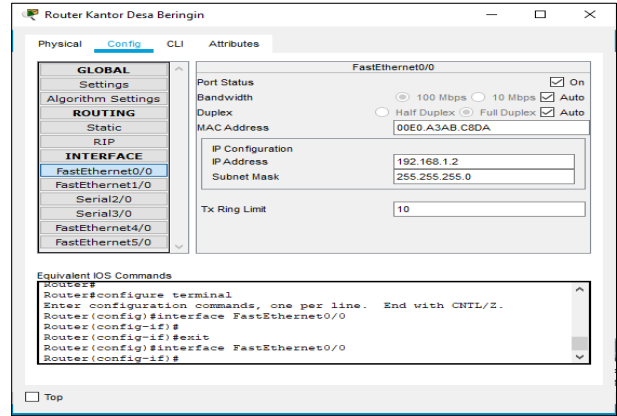 Router Kantor Desa Beringin
Physical Config CLI Attributes
GLOBAL
Settings
Algorithm Settings
ROUTING
Static
RIP
INTERFACE
FastEthernet0/0
FastEthernet1/0
Serial2/0
Serial3/0
FastEthernet4/0
FastEthernet5/0
FastEthernet0/0
Port Status On
Bandwidth 100 Mbps 10 Mbps Auto
Duplex Half Duplex Full Duplex Auto
MAC Address 00E0.A3AB.C8DA
IP Configuration
IP Address 192.168.1.2
Subnet Mask 255.255.255.0
Tx Ring Limit 10
Equivalent IOS Commands
Router#
Router#configure terminal
Enter configuration commands, one per line. End with CNTL/Z.
Router(config)#interface FastEthernet0/0
Router(config-if)#
Router(config-if)#exit
Router(config)#interface FastEthernet0/0
Router(config-if)#
Top